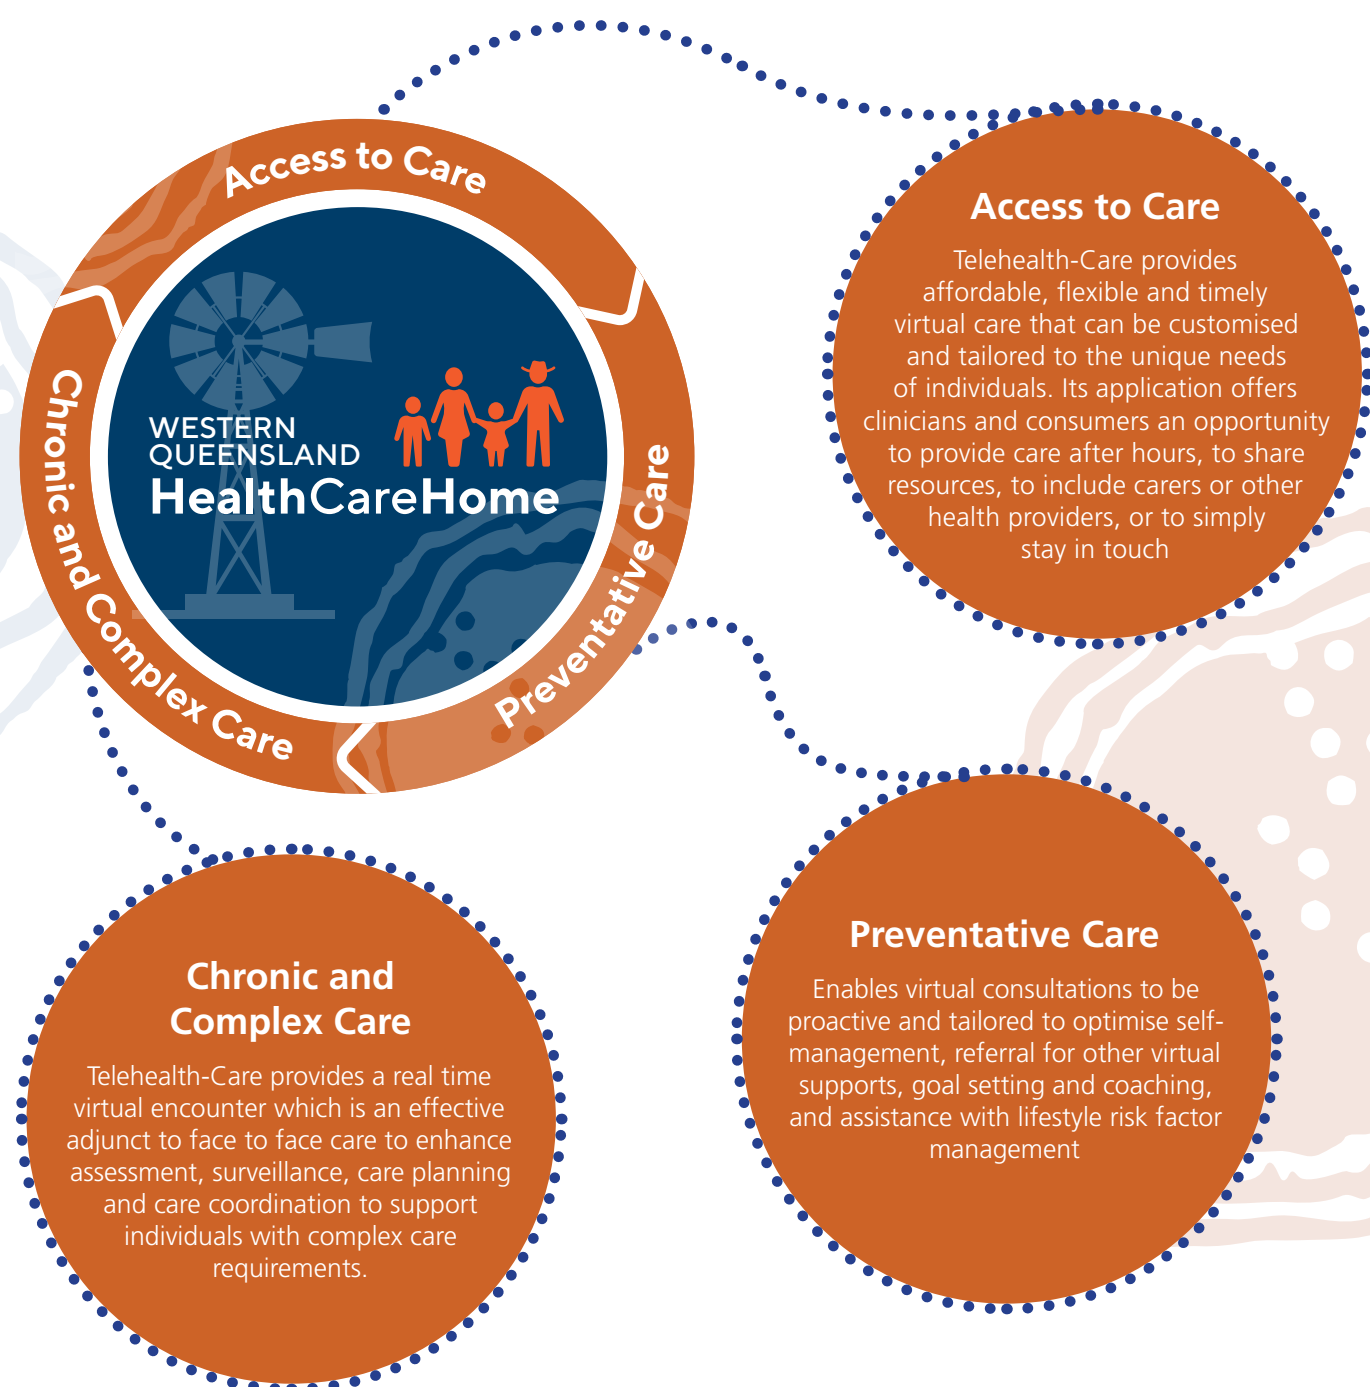 Access to Care
Chronic and Complex Care
Preventative Care
WESTERN
QUEENSLAND
HealthCareHome
Access to Care
Telehealth-Care provides
affordable, flexible and timely
virtual care that can be customised
and tailored to the unique needs
of individuals. Its application offers
clinicians and consumers an opportunity
to provide care after hours, to share
resources, to include carers or other
health providers, or to simply
stay in touch
Preventative Care
Enables virtual consultations to be
proactive and tailored to optimise self-
management, referral for other virtual
supports, goal setting and coaching,
and assistance with lifestyle risk factor
management
Chronic and
Complex Care
Telehealth-Care provides a real time
virtual encounter which is an effective
adjunct to face to face care to enhance
assessment, surveillance, care planning
and care coordination to support
individuals with complex care
requirements.